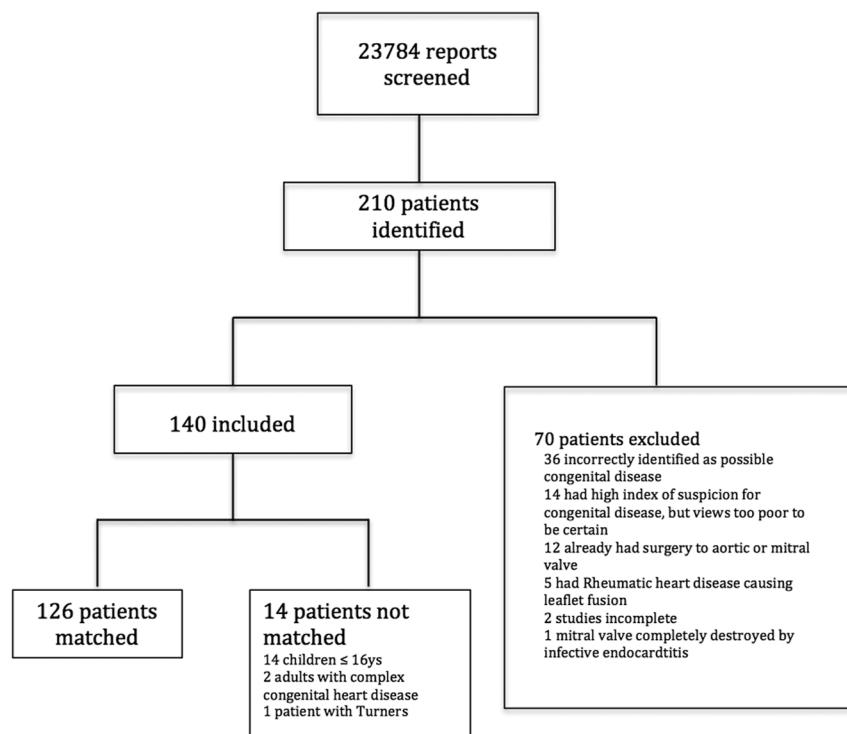 23784 reports
screened
210 patients
identified
140 included
70 patients excluded
36 incorrectly identified as possible
congenital disease
14 had high index of suspicion for
congenital disease, but views too poor to
be certain
12 already had surgery to aortic or mitral
valve
5 had Rheumatic heart disease causing
leaflet fusion
2 studies incomplete
1 mitral valve completely destroyed by
infective endocardtitis
126 patients
matched
14 patients not
matched
14 children ≤ 16ys
2 adults with complex
congenital heart disease
1 patient with Turners